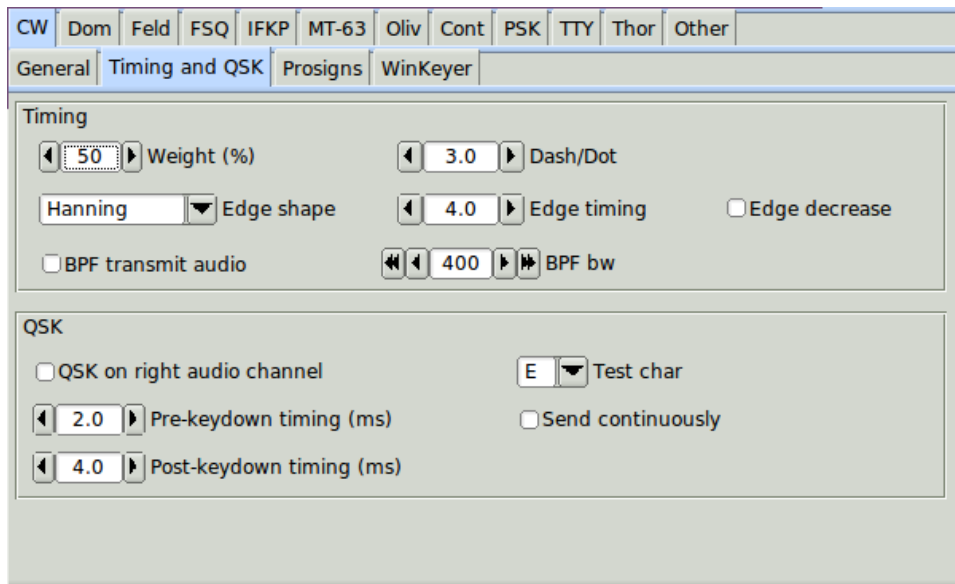 CW Dom Feld FSQ IFKP MT-63 Oliv Cont PSK TTY Thor Other
General Timing and QSK Prosigns WinKeyer
Timing
50 Weight (%) 3.0 Dash/Dot
Hanning Edge shape 4.0 Edge timing Edge decrease
BPF transmit audio 400 BPF bw
QSK
QSK on right audio channel E Test char
2.0 Pre-keydown timing (ms) Send continuously
4.0 Post-keydown timing (ms)